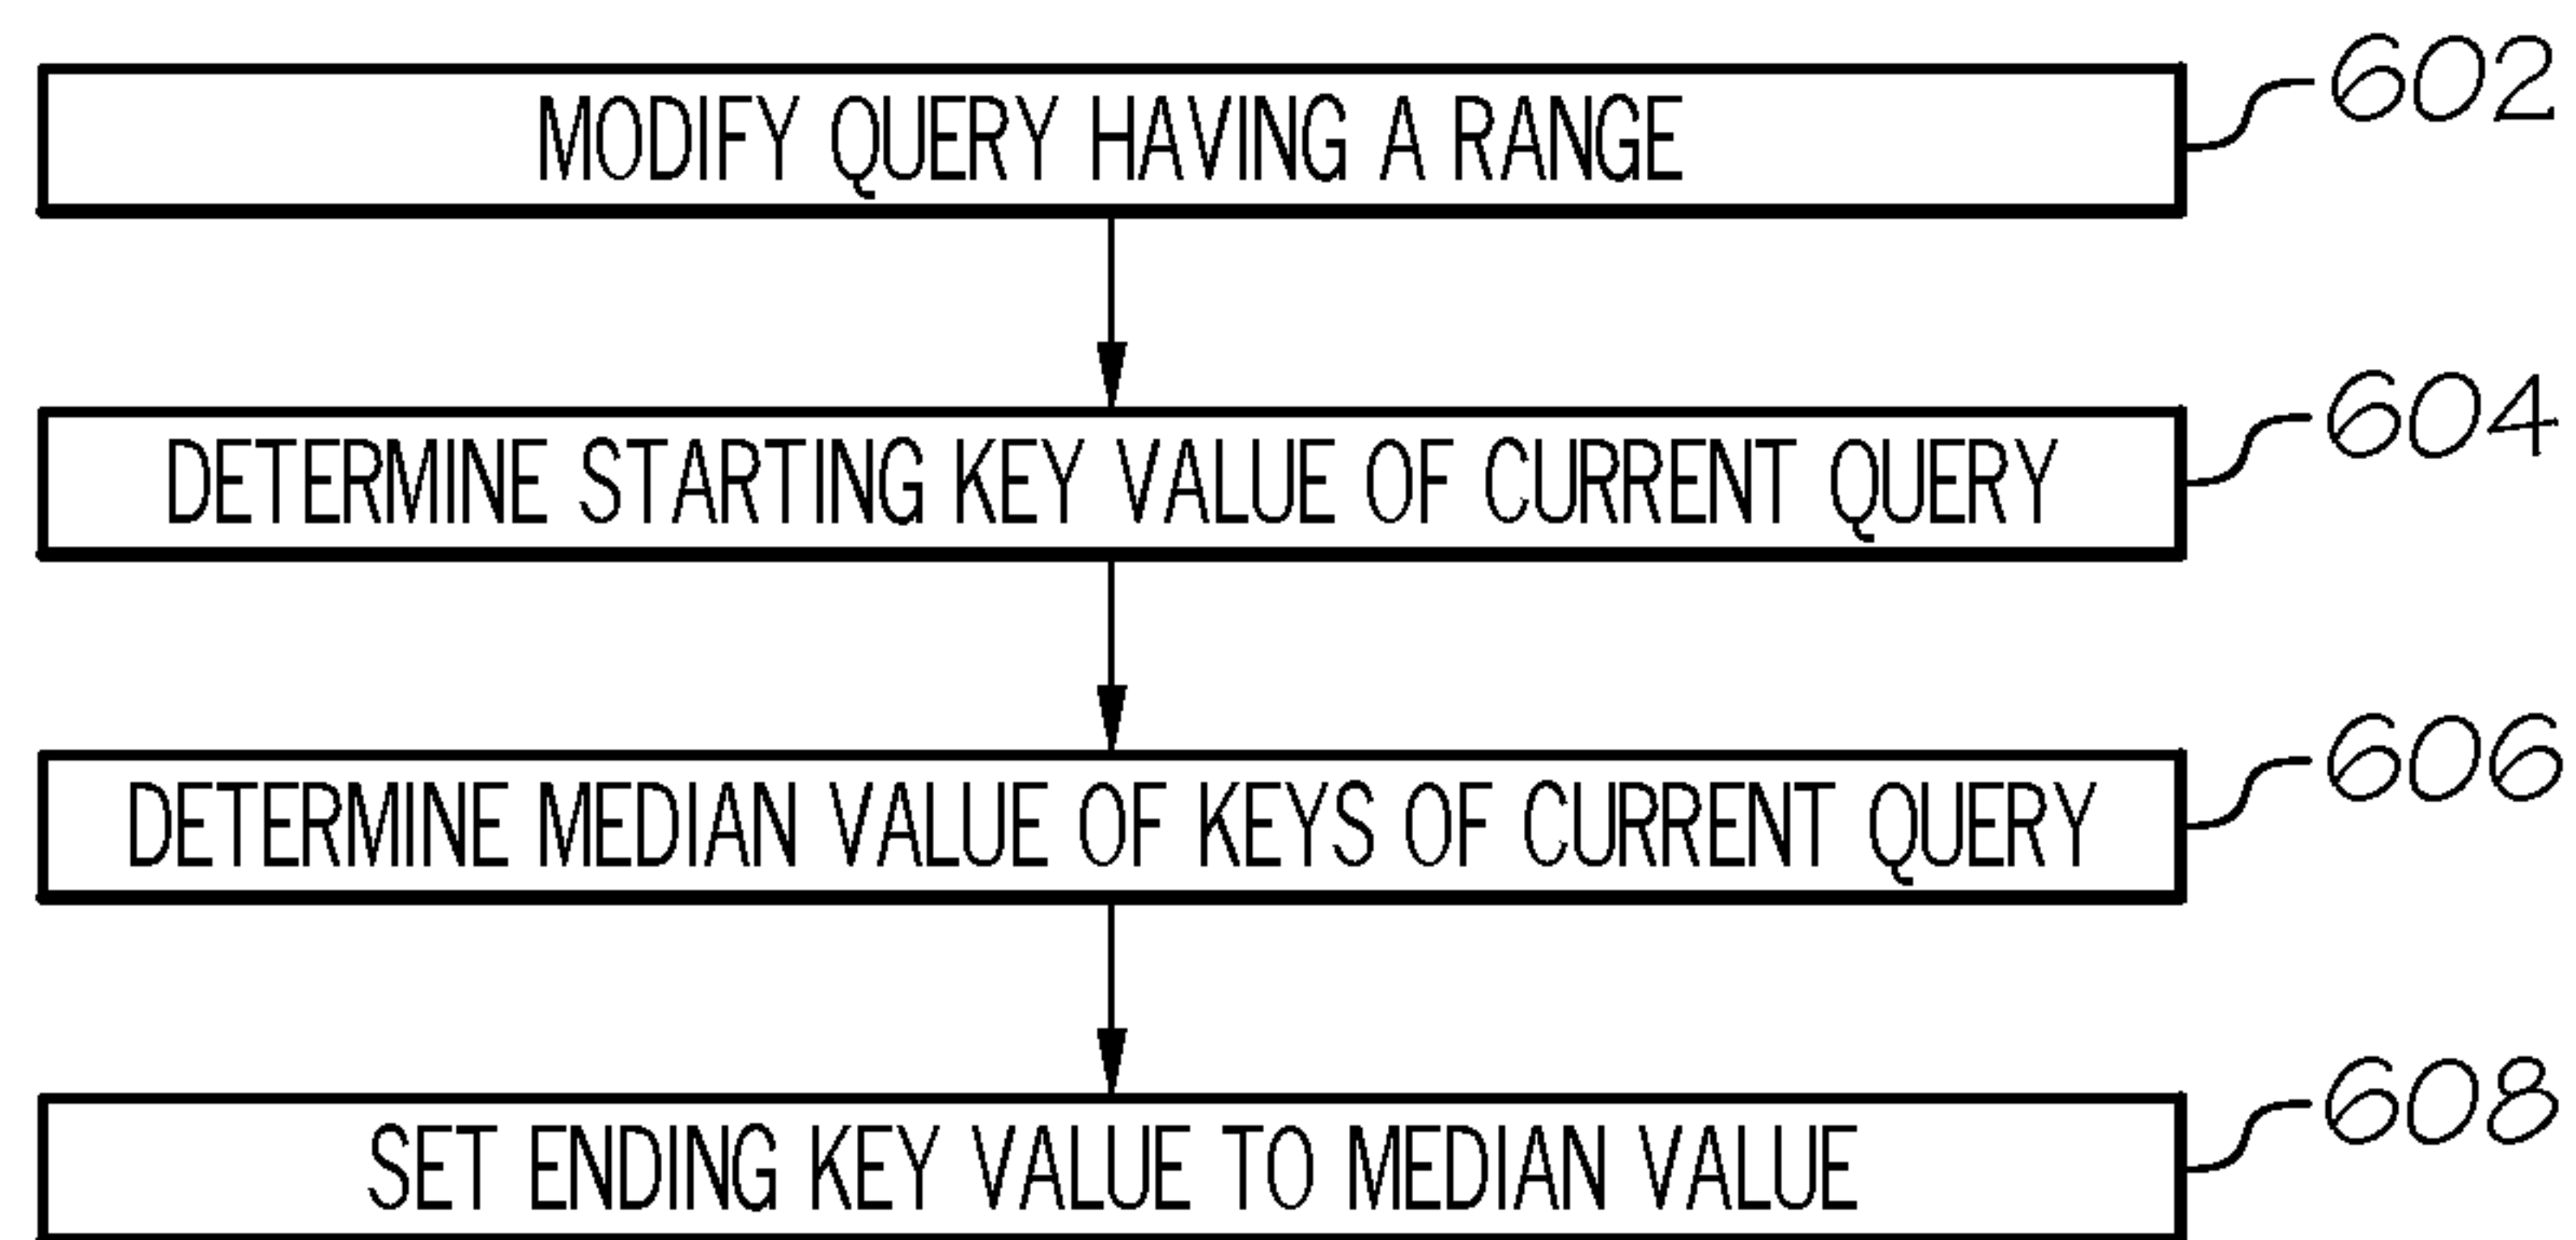 MODIFY QUERY HAVING A RANGE
602
DETERMINE STARTING KEY VALUE OF CURRENT QUERY
604
DETERMINE MEDIAN VALUE OF KEYS OF CURRENT QUERY
606
SET ENDING KEY VALUE TO MEDIAN VALUE
608